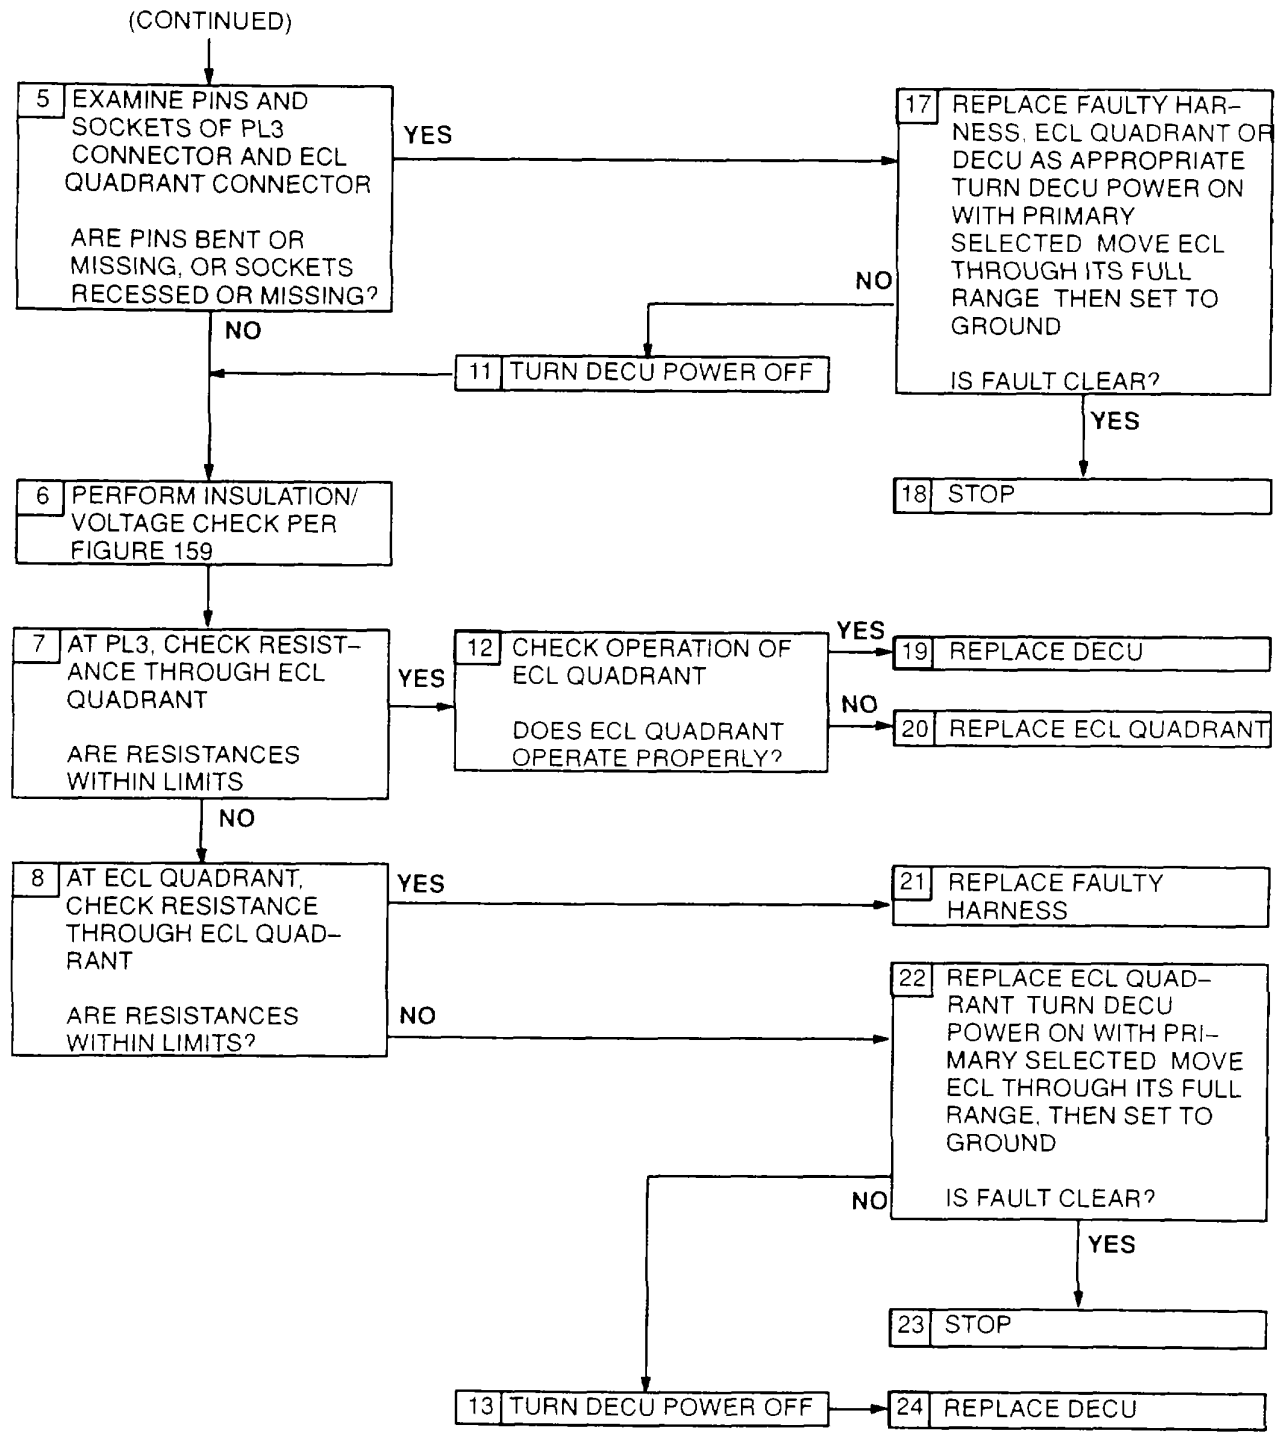 (CONTINUED)
5 EXAMINE PINS AND
SOCKETS OF PL3
CONNECTOR AND ECL
QUADRANT CONNECTOR
ARE PINS BENT OR
MISSING, OR SOCKETS
RECESSED OR MISSING?
YES
NO
17 REPLACE FAULTY HAR-
NESS, ECL QUADRANT OR
DECU AS APPROPRIATE
TURN DECU POWER ON
WITH PRIMARY
SELECTED MOVE ECL
THROUGH ITS FULL
RANGE THEN SET TO
GROUND
IS FAULT CLEAR?
NO
YES
11 TURN DECU POWER OFF
18 STOP
6 PERFORM INSULATION/
VOLTAGE CHECK PER
FIGURE 159
7 AT PL3, CHECK RESIST-
ANCE THROUGH ECL
QUADRANT
ARE RESISTANCES
WITHIN LIMITS
YES
NO
12 CHECK OPERATION OF
ECL QUADRANT
DOES ECL QUADRANT
OPERATE PROPERLY?
YES
19 REPLACE DECU
NO
20 REPLACE ECL QUADRANT
8 AT ECL QUADRANT,
CHECK RESISTANCE
THROUGH ECL QUAD-
RANT
ARE RESISTANCES
WITHIN LIMITS?
YES
21 REPLACE FAULTY
HARNESS
NO
22 REPLACE ECL QUAD-
RANT TURN DECU
POWER ON WITH PRI-
MARY SELECTED MOVE
ECL THROUGH ITS FULL
RANGE, THEN SET TO
GROUND
IS FAULT CLEAR?
NO
YES
23 STOP
13 TURN DECU POWER OFF
24 REPLACE DECU